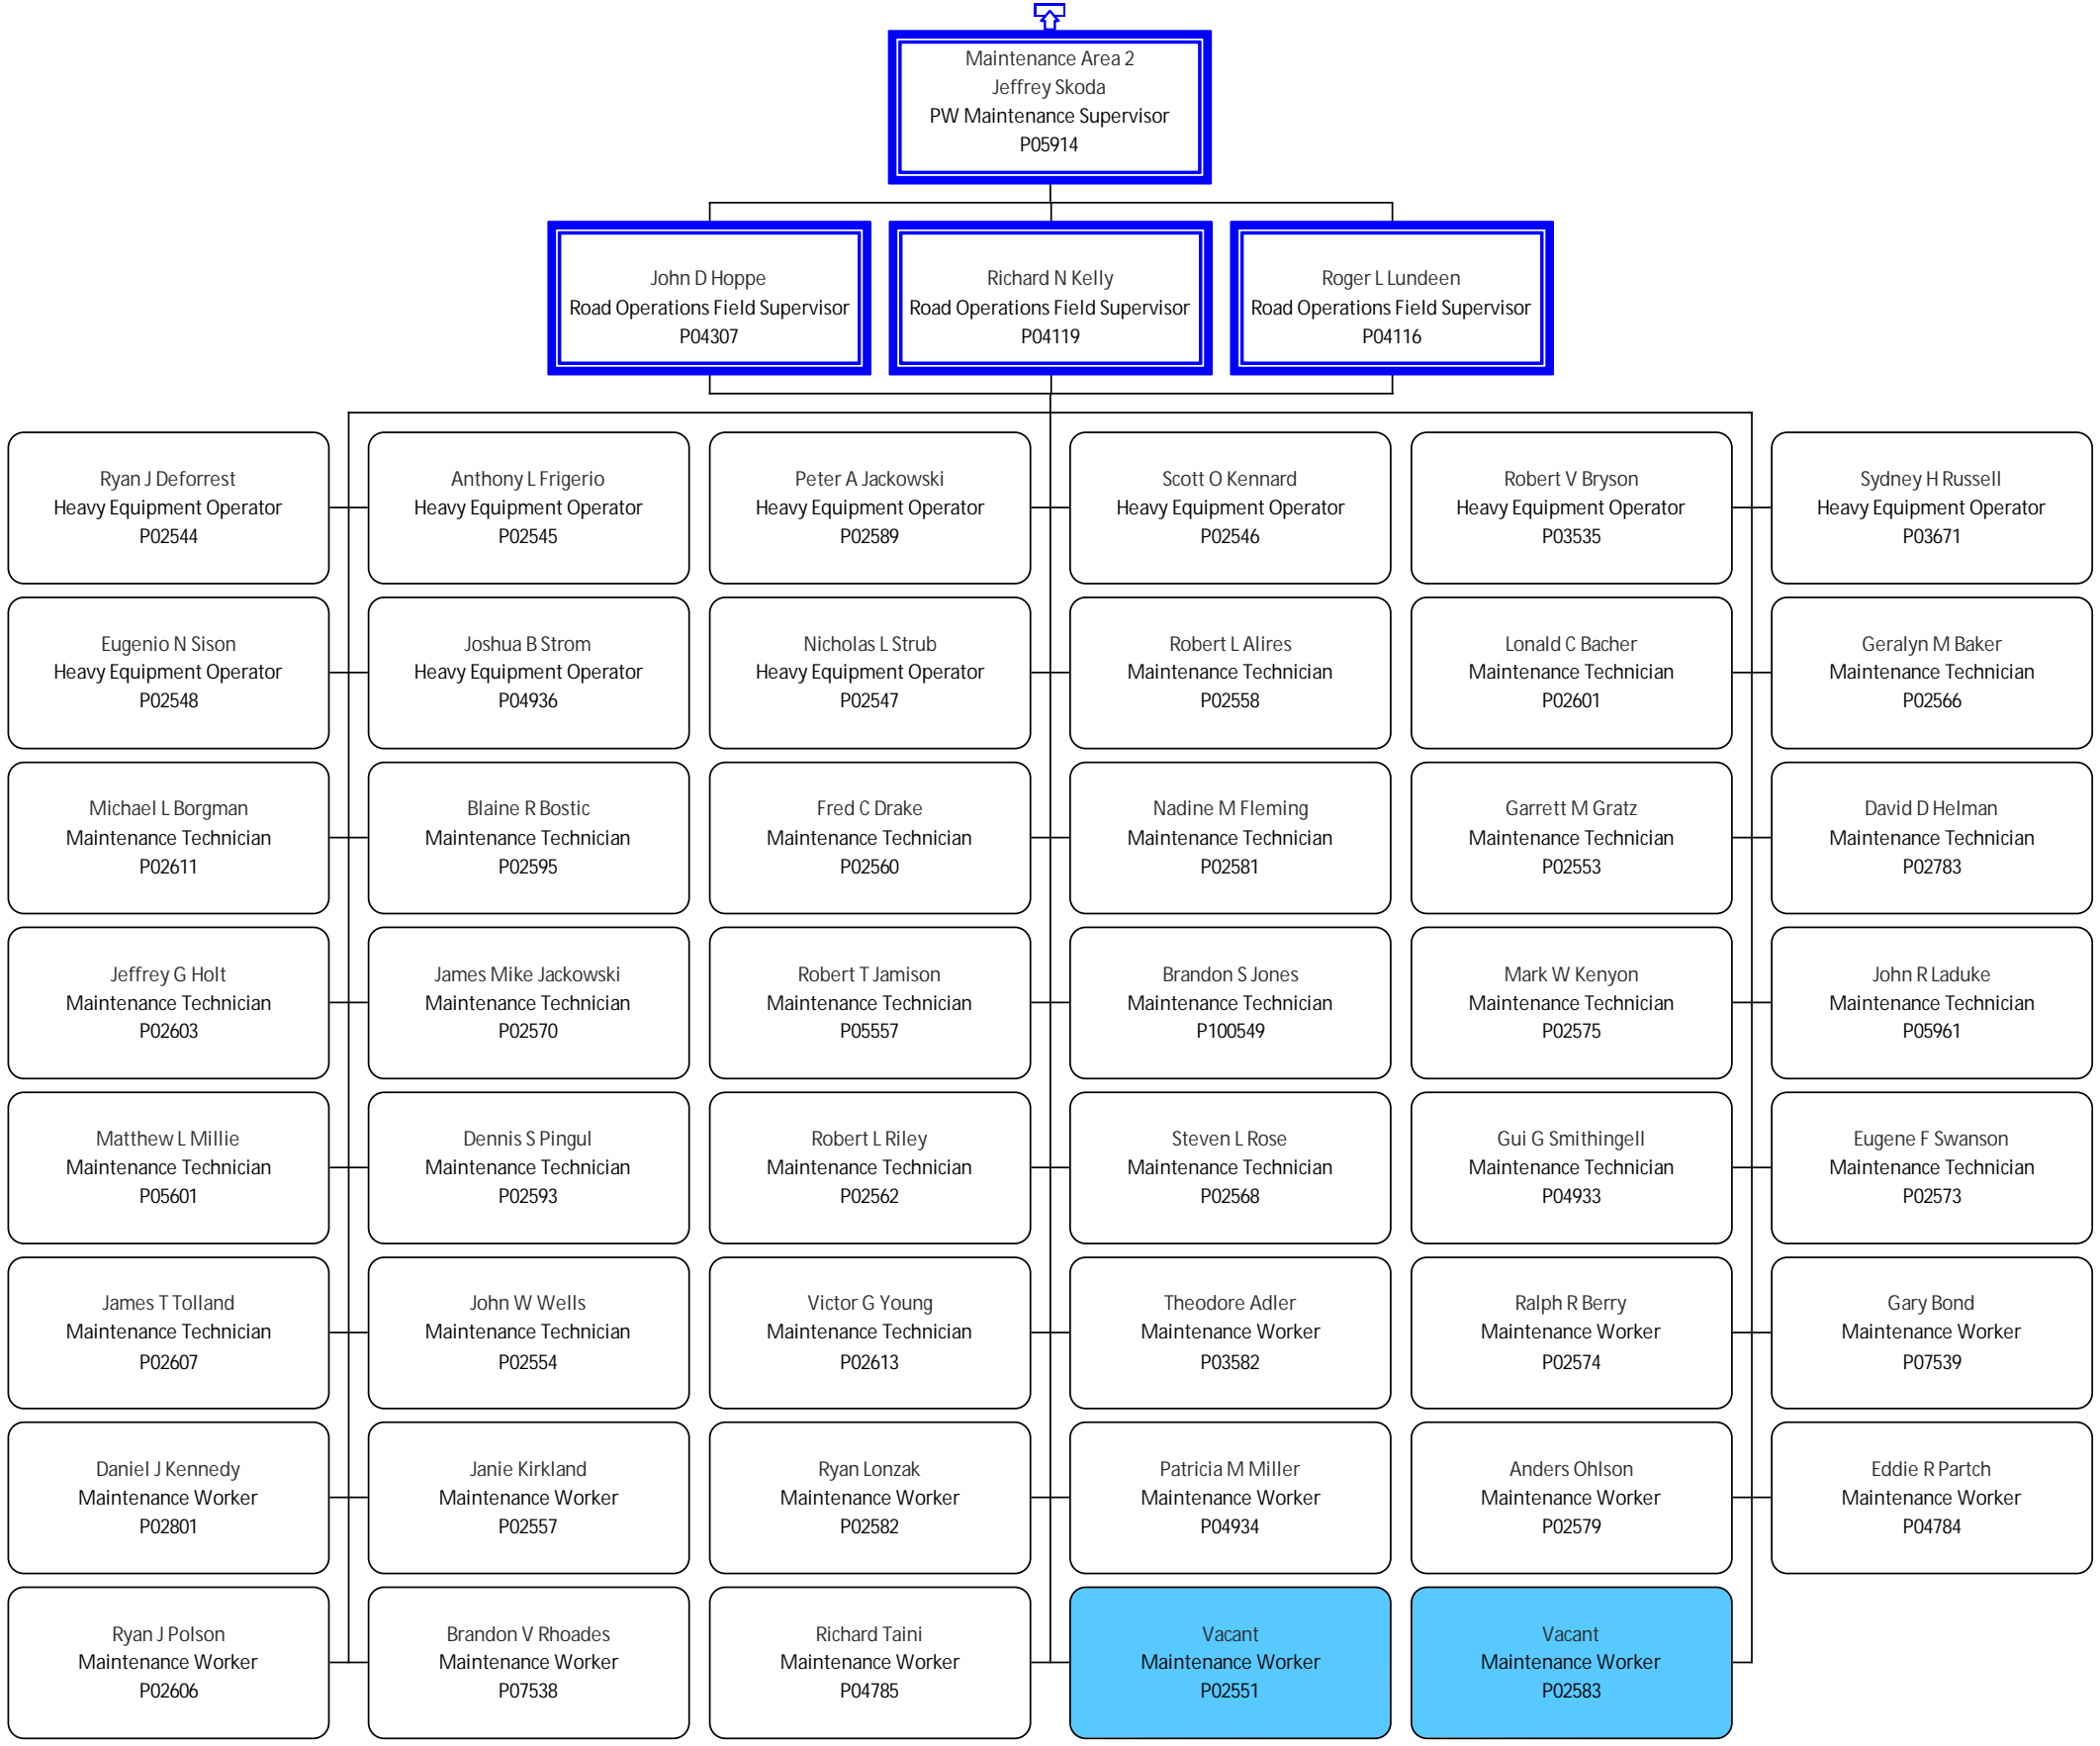 Maintenance Area 2
Jeffrey Skoda
PW Maintenance Supervisor
P05914
John D Hoppe
Road Operations Field Supervisor
P04307
Richard N Kelly
Road Operations Field Supervisor
P04119
Roger L Lundeen
Road Operations Field Supervisor
P04116
Ryan J Deforrest
Heavy Equipment Operator
P02544
Anthony L Frigerio
Heavy Equipment Operator
P02545
Peter A Jackowski
Heavy Equipment Operator
P02589
Scott O Kennard
Heavy Equipment Operator
P02546
Robert V Bryson
Heavy Equipment Operator
P03535
Sydney H Russell
Heavy Equipment Operator
P03671
Eugenio N Sison
Heavy Equipment Operator
P02548
Joshua B Strom
Heavy Equipment Operator
P04936
Nicholas L Strub
Heavy Equipment Operator
P02547
Robert L Alires
Maintenance Technician
P02558
Lonald C Bacher
Maintenance Technician
P02601
Geralyn M Baker
Maintenance Technician
P02566
Michael L Borgman
Maintenance Technician
P02611
Blaine R Bostic
Maintenance Technician
P02595
Fred C Drake
Maintenance Technician
P02560
Nadine M Fleming
Maintenance Technician
P02581
Garrett M Gratz
Maintenance Technician
P02553
David D Helman
Maintenance Technician
P02783
Jeffrey G Holt
Maintenance Technician
P02603
James Mike Jackowski
Maintenance Technician
P02570
Robert T Jamison
Maintenance Technician
P05557
Brandon S Jones
Maintenance Technician
P100549
Mark W Kenyon
Maintenance Technician
P02575
John R Laduke
Maintenance Technician
P05961
Matthew L Millie
Maintenance Technician
P05601
Dennis S Pingul
Maintenance Technician
P02593
Robert L Riley
Maintenance Technician
P02562
Steven L Rose
Maintenance Technician
P02568
Gui G Smithingell
Maintenance Technician
P04933
Eugene F Swanson
Maintenance Technician
P02573
James T Tolland
Maintenance Technician
P02607
John W Wells
Maintenance Technician
P02554
Victor G Young
Maintenance Technician
P02613
Theodore Adler
Maintenance Worker
P03582
Ralph R Berry
Maintenance Worker
P02574
Gary Bond
Maintenance Worker
P07539
Daniel J Kennedy
Maintenance Worker
P02801
Janie Kirkland
Maintenance Worker
P02557
Ryan Lonzak
Maintenance Worker
P02582
Patricia M Miller
Maintenance Worker
P04934
Anders Ohlson
Maintenance Worker
P02579
Eddie R Partch
Maintenance Worker
P04784
Ryan J Polson
Maintenance Worker
P02606
Brandon V Rhoades
Maintenance Worker
P07538
Richard Taini
Maintenance Worker
P04785
Vacant
Maintenance Worker
P02551
Vacant
Maintenance Worker
P02583